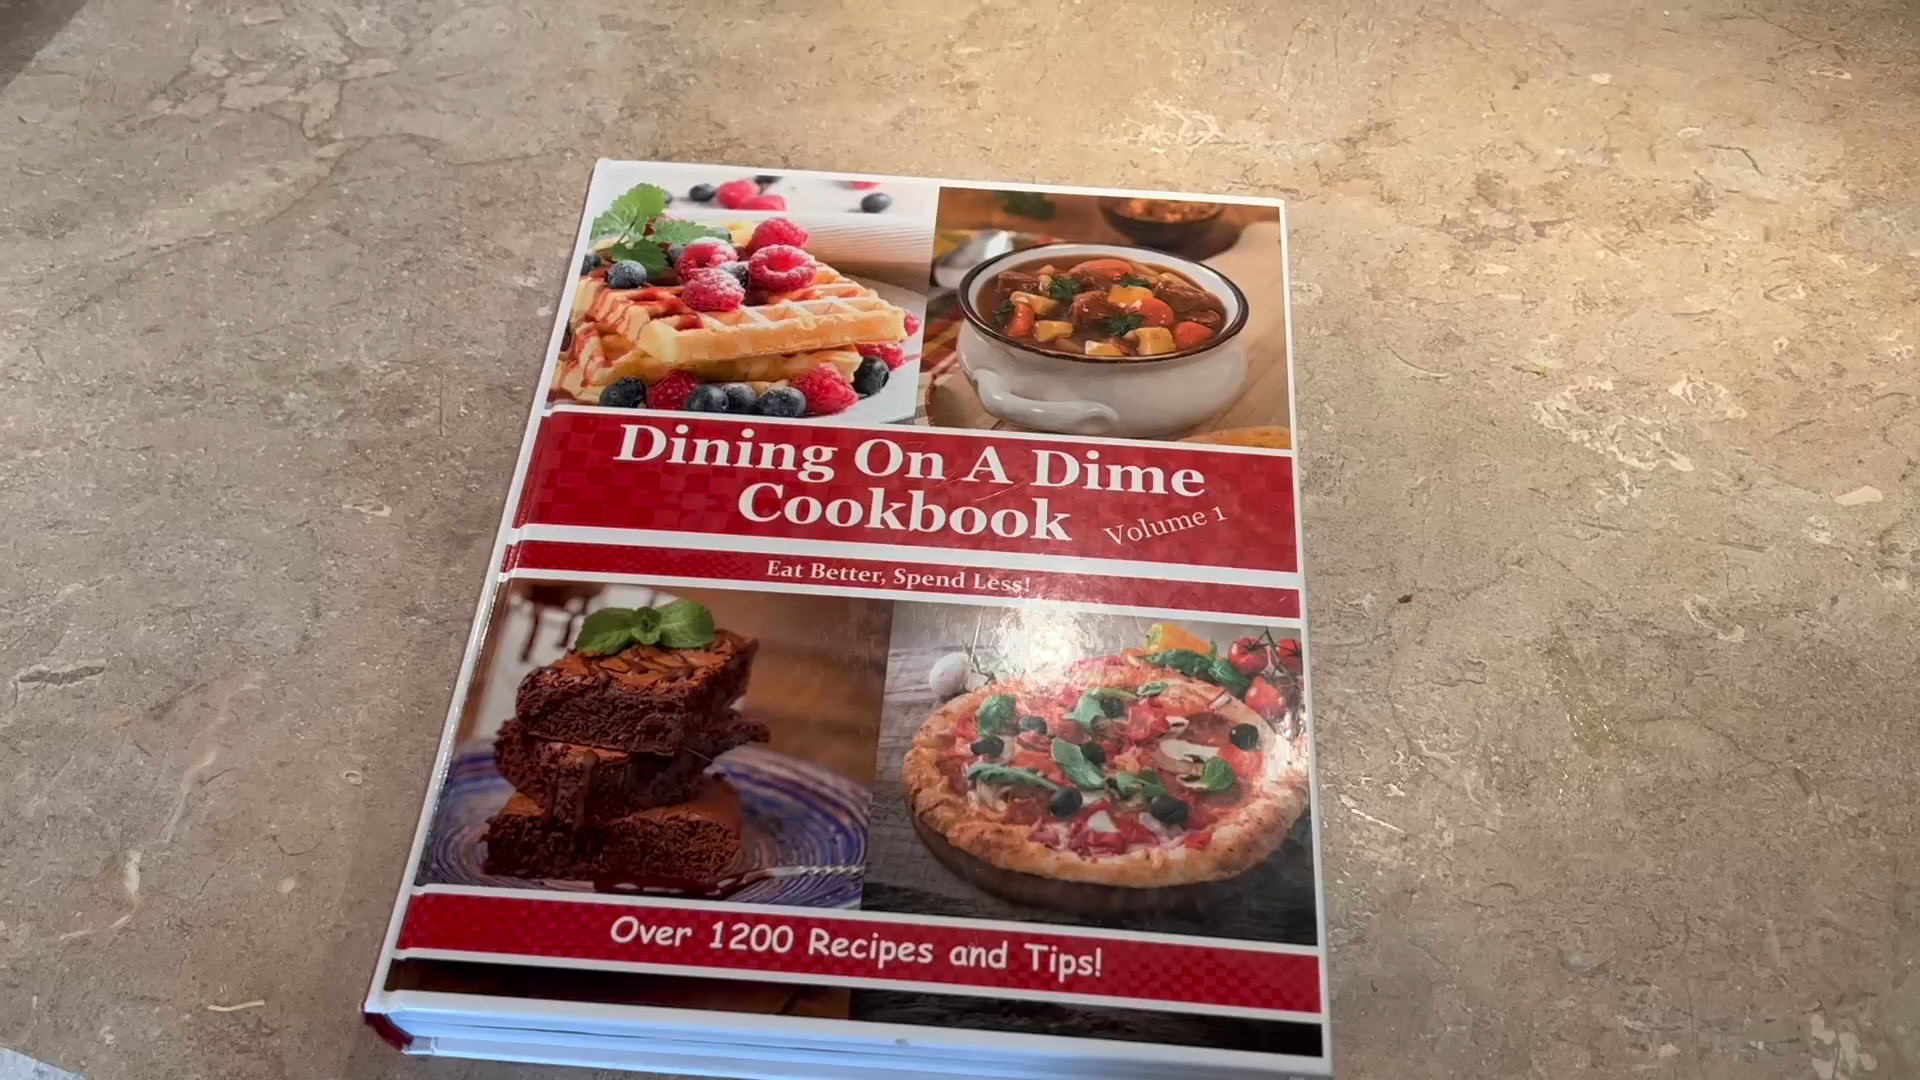 Dining On A Dime
Cookbook Volume 1
Eat Better, Spend Less!
Over 1200 Recipes and Tips!